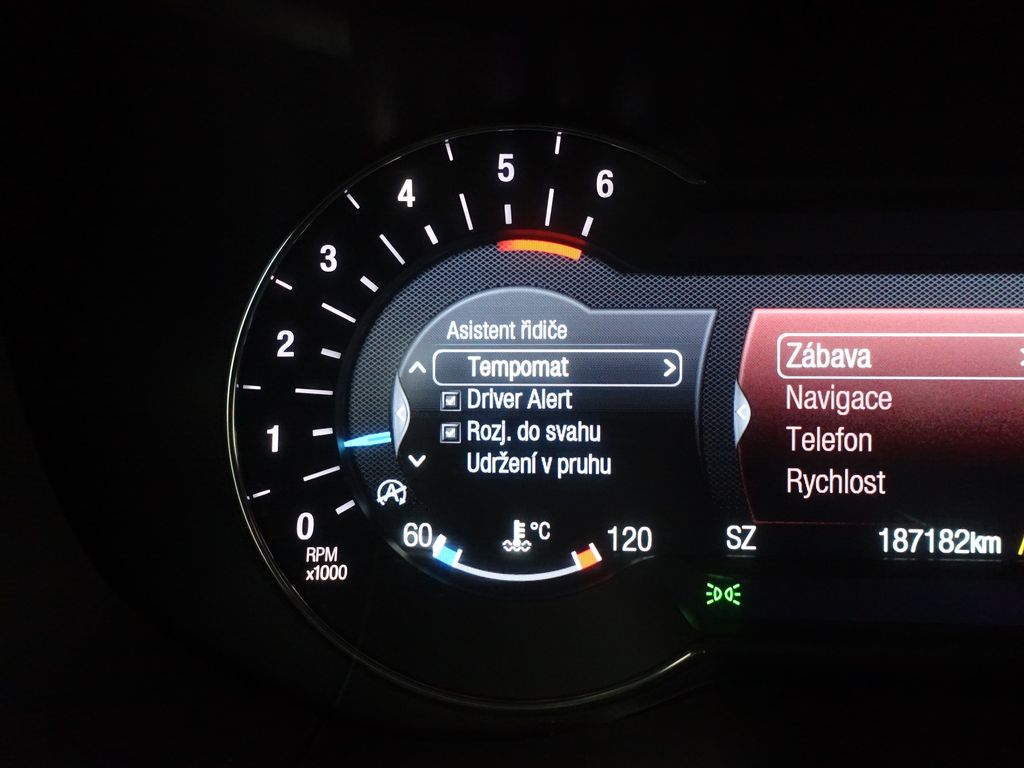 6
5
4
3
2
1
0
RPM
x1000
Asistent řidiče
Tempomat
Driver Alert
Rozj. do svahu
Udržení v pruhu
60
°C
120
Zábava
Navigace
Telefon
Rychlost
SZ
187182km